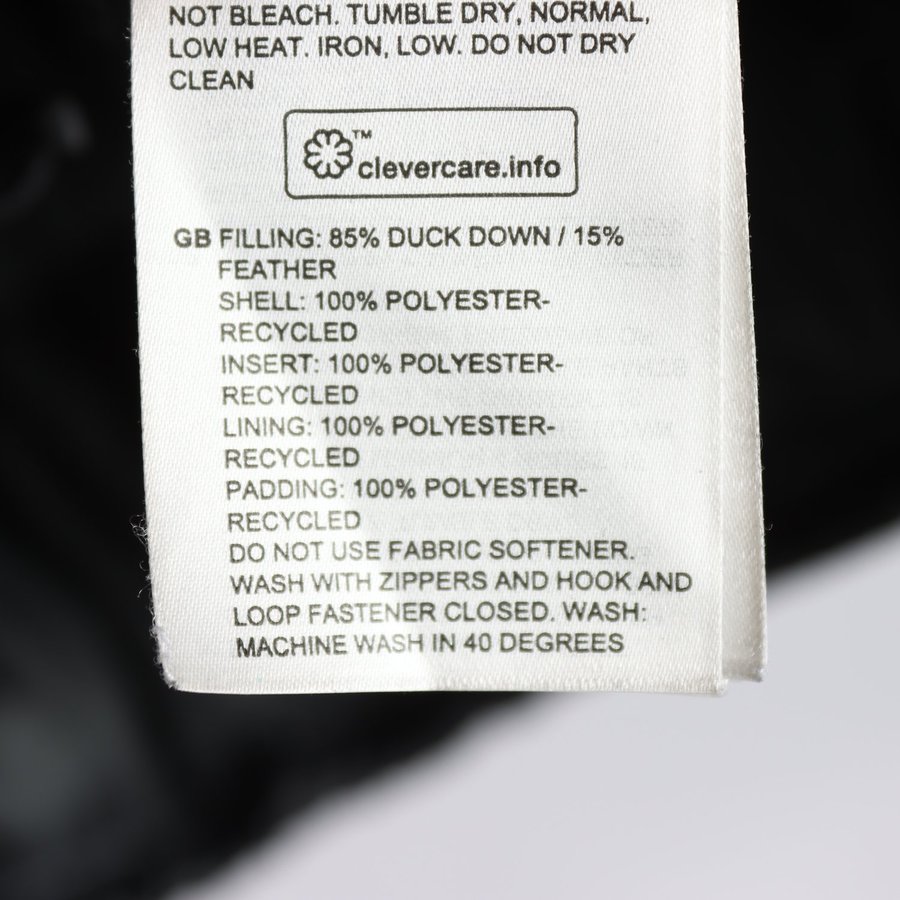 NOT BLEACH. TUMBLE DRY, NORMAL,
LOW HEAT. IRON, LOW. DO NOT DRY
CLEAN
™
clevercare.info
GB FILLING: 85% DUCK DOWN / 15%
FEATHER
SHELL: 100% POLYESTER-
RECYCLED
INSERT: 100% POLYESTER-
RECYCLED
LINING: 100% POLYESTER-
RECYCLED
PADDING: 100% POLYESTER-
RECYCLED
DO NOT USE FABRIC SOFTENER.
WASH WITH ZIPPERS AND HOOK AND
LOOP FASTENER CLOSED. WASH:
MACHINE WASH IN 40 DEGREES